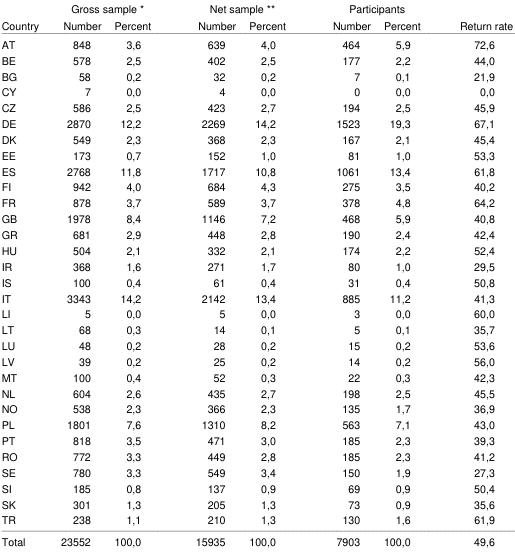 Gross sample * Net sample ** Participants
Country Number Percent Number Percent Number Percent Return rate
AT 848 3,6 639 4,0 464 5,9 72,6
BE 578 2,5 402 2,5 177 2,2 44,0
BG 58 0,2 32 0,2 7 0,1 21,9
CY 7 0,0 4 0,0 0 0,0 0,0
CZ 586 2,5 423 2,7 194 2,5 45,9
DE 2870 12,2 2269 14,2 1523 19,3 67,1
DK 549 2,3 368 2,3 167 2,1 45,4
EE 173 0,7 152 1,0 81 1,0 53,3
ES 2768 11,8 1717 10,8 1061 13,4 61,8
FI 942 4,0 684 4,3 275 3,5 40,2
FR 878 3,7 589 3,7 378 4,8 64,2
GB 1978 8,4 1146 7,2 468 5,9 40,8
GR 681 2,9 448 2,8 190 2,4 42,4
HU 504 2,1 332 2,1 174 2,2 52,4
IR 368 1,6 271 1,7 80 1,0 29,5
IS 100 0,4 61 0,4 31 0,4 50,8
IT 3343 14,2 2142 13,4 885 11,2 41,3
LI 5 0,0 5 0,0 3 0,0 60,0
LT 68 0,3 14 0,1 5 0,1 35,7
LU 48 0,2 28 0,2 15 0,2 53,6
LV 39 0,2 25 0,2 14 0,2 56,0
MT 100 0,4 52 0,3 22 0,3 42,3
NL 604 2,6 435 2,7 198 2,5 45,5
NO 538 2,3 366 2,3 135 1,7 36,9
PL 1801 7,6 1310 8,2 563 7,1 43,0
PT 818 3,5 471 3,0 185 2,3 39,3
RO 772 3,3 449 2,8 185 2,3 41,2
SE 780 3,3 549 3,4 150 1,9 27,3
SI 185 0,8 137 0,9 69 0,9 50,4
SK 301 1,3 205 1,3 73 0,9 35,6
TR 238 1,1 210 1,3 130 1,6 61,9
Total 23552 100,0 15935 100,0 7903 100,0 49,6